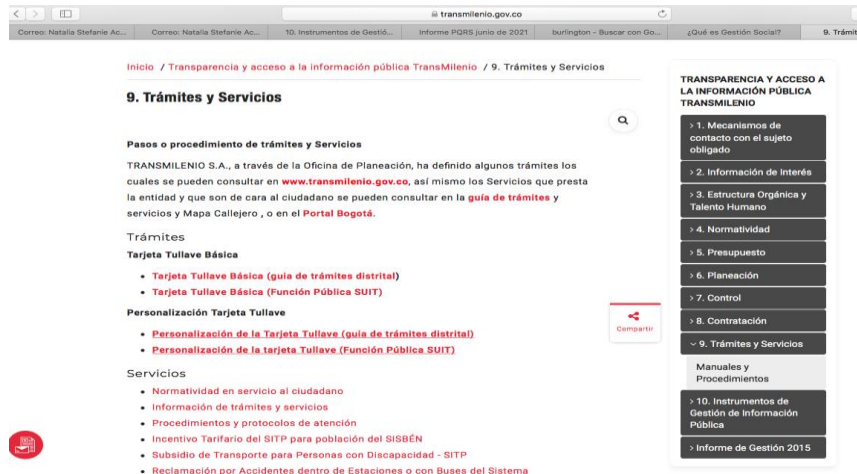 transmilenio.gov.co
Correo: Natalia Stefanie Ac...
Correo: Natalia Stefanie Ac...
10. Instrumentos de Gestió...
Informe PQRS junio de 2021
burlington - Buscar con Go...
¿Qué es Gestión Social?
9. Trámit
Inicio / Transparencia y acceso a la información pública TransMilenio / 9. Trámites y Servicios
9. Trámites y Servicios
Pasos o procedimiento de trámites y Servicios
TRANSMILENIO S.A., a través de la Oficina de Planeación, ha definido algunos trámites los
cuales se pueden consultar en www.transmilenio.gov.co, así mismo los Servicios que presta
la entidad y que son de cara al ciudadano se pueden consultar en la guía de trámites y
servicios y Mapa Callejero , o en el Portal Bogotá.
Trámites
Tarjeta Tullave Básica
• Tarjeta Tullave Básica (guia de trámites distrital)
• Tarjeta Tullave Básica (Función Pública SUIT)
Personalización Tarjeta Tullave
• Personalización de la Tarjeta Tullave (guia de trámites distrital)
• Personalización de la tarjeta Tullave (Función Pública SUIT)
Servicios
• Normatividad en servicio al ciudadano
• Información de trámites y servicios
• Procedimientos y protocolos de atención
• Incentivo Tarifario del SITP para población del SISBÉN
• Subsidio de Transporte para Personas con Discapacidad - SITP
• Reclamación por Accidentes dentro de Estaciones o con Buses del Sistema
Compartir
TRANSPARENCIA Y ACCESO A
LA INFORMACIÓN PÚBLICA
TRANSMILENIO
> 1. Mecanismos de
contacto con el sujeto
obligado
> 2. Información de Interés
> 3. Estructura Orgánica y
Talento Humano
> 4. Normatividad
> 5. Presupuesto
> 6. Planeación
> 7. Control
> 8. Contratación
9. Trámites y Servicios
Manuales y
Procedimientos
> 10. Instrumentos de
Gestión de Información
Pública
> Informe de Gestión 2015